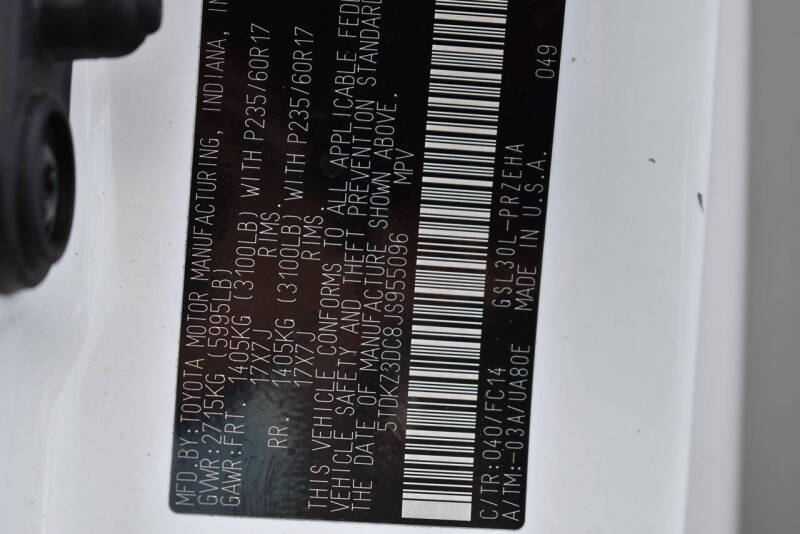 MFD.BY:TOYOTA MOTOR MANUFACTURING, INDIANA, IN
GVWR:2715KG (5995LB)
GAWR:FRT. 1405KG (3100LB) WITH P235/60R17
17X7J RIMS.
RR. 1405KG (3100LB) WITH P235/60R17
17X7J RIMS
THIS VEHICLE CONFORMS TO ALL APPLICABLE FEDE
VEHICLE SAFETY AND THEFT PREVENTION STANDARD
THE DATE OF MANUFACTURE SHOWN ABOVE.
5TDKZ3DC8JS955096 MPV
C/TR:040/FC14 GSL30L-PRZEHA 049
A/TM:-03A/UA80E MADE IN U.S.A.